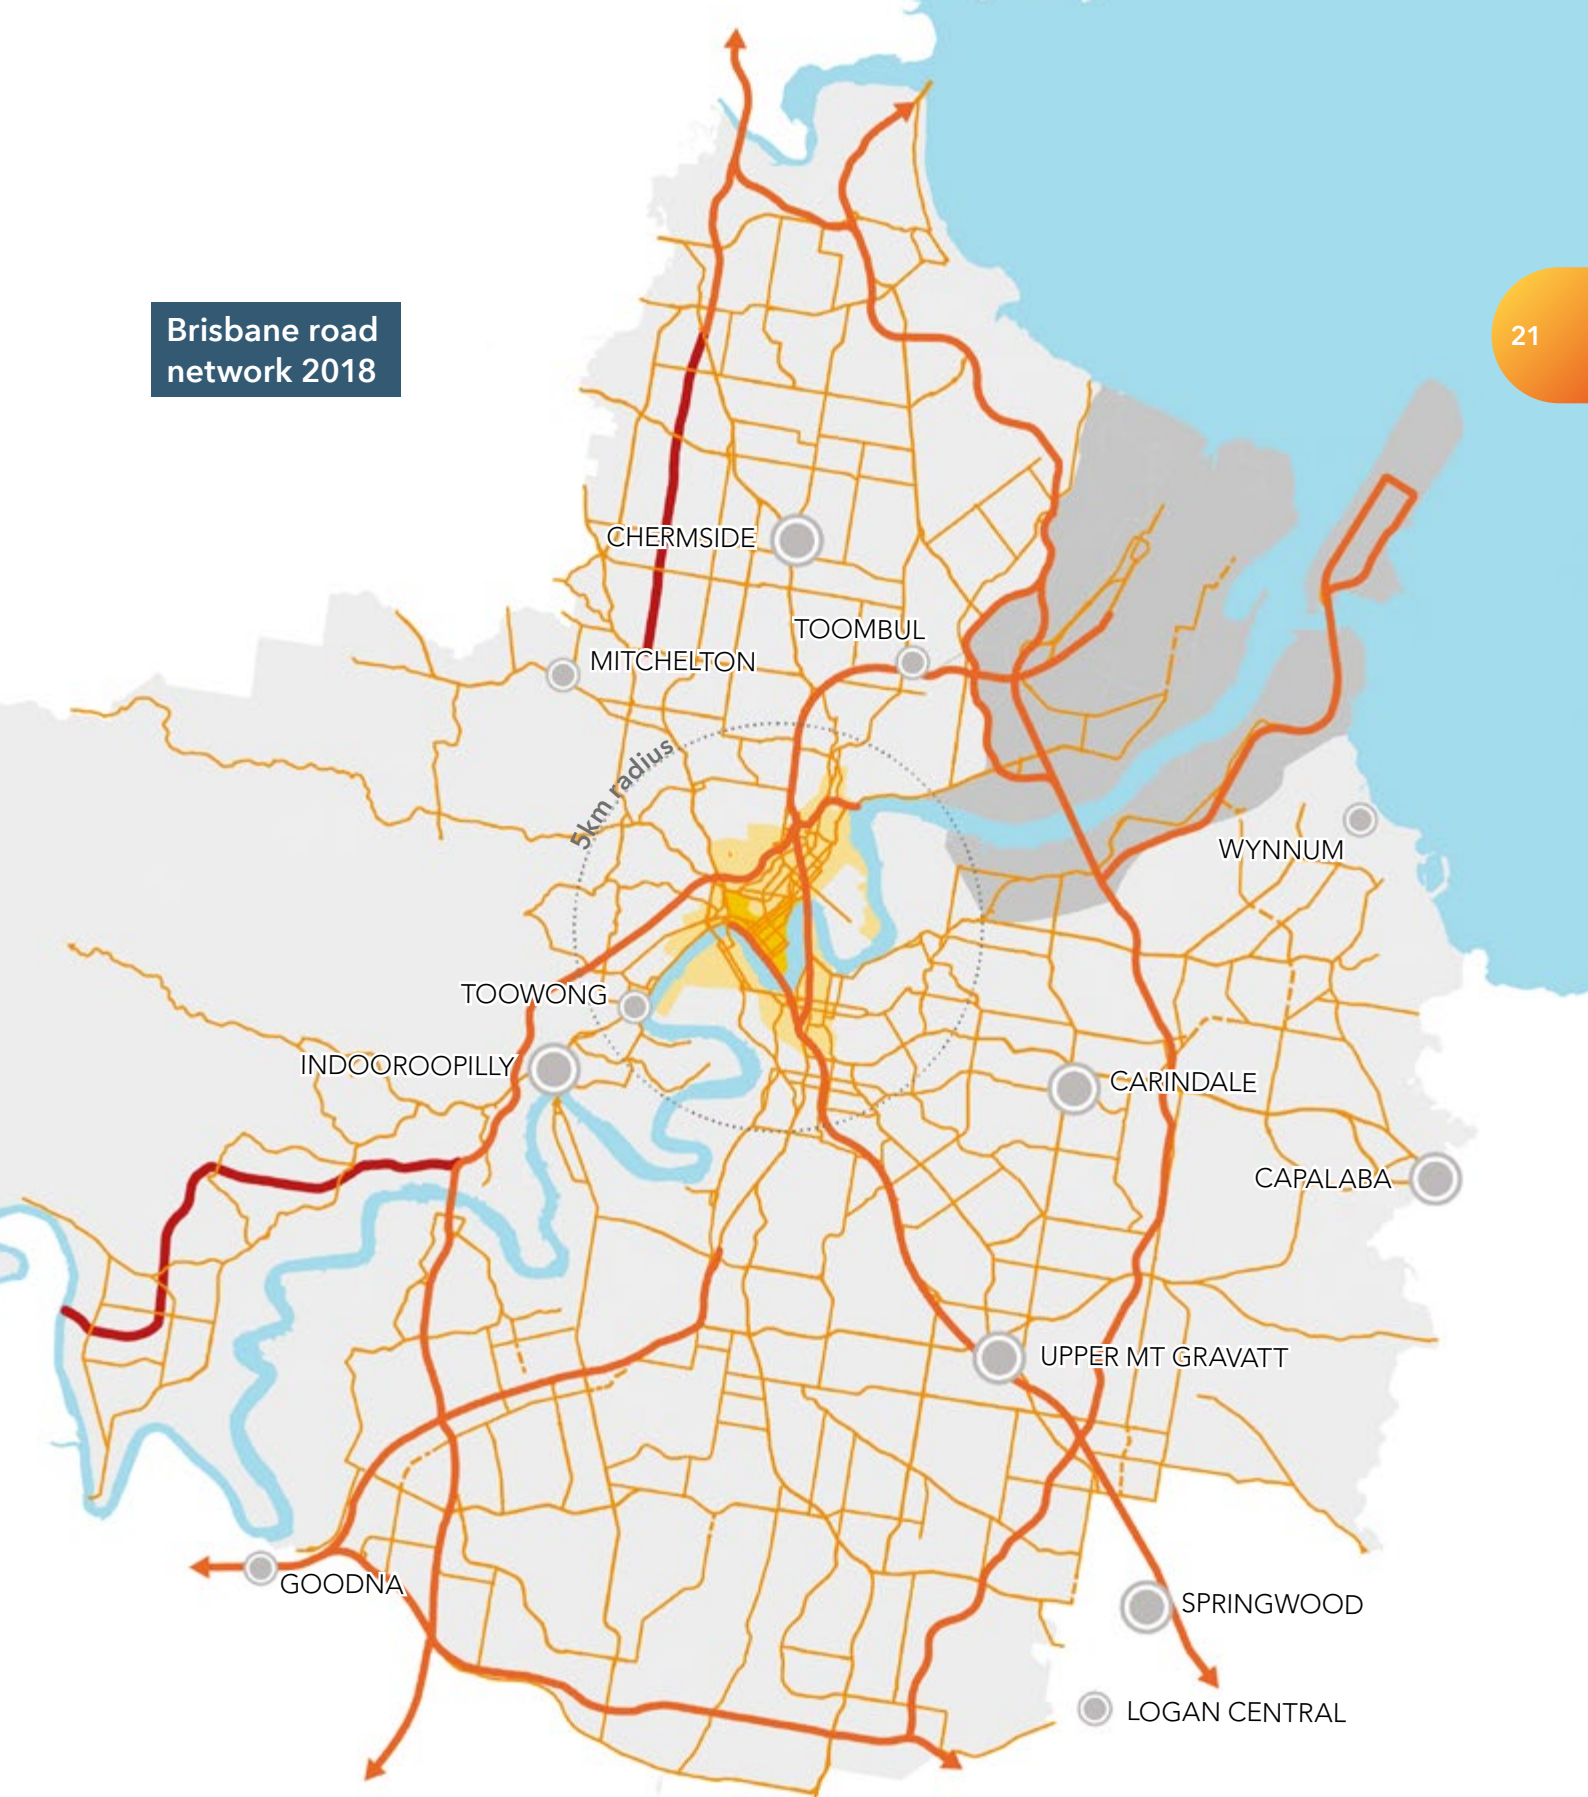 Brisbane road
network 2018
21
CHERMSIDE
TOOMBUL
MITCHELTON
5km radius
WYNNUM
TOOWONG
INDOOROOPILLY
CARINDALE
CAPALABA
UPPER MT GRAVATT
GOODNA
SPRINGWOOD
LOGAN CENTRAL